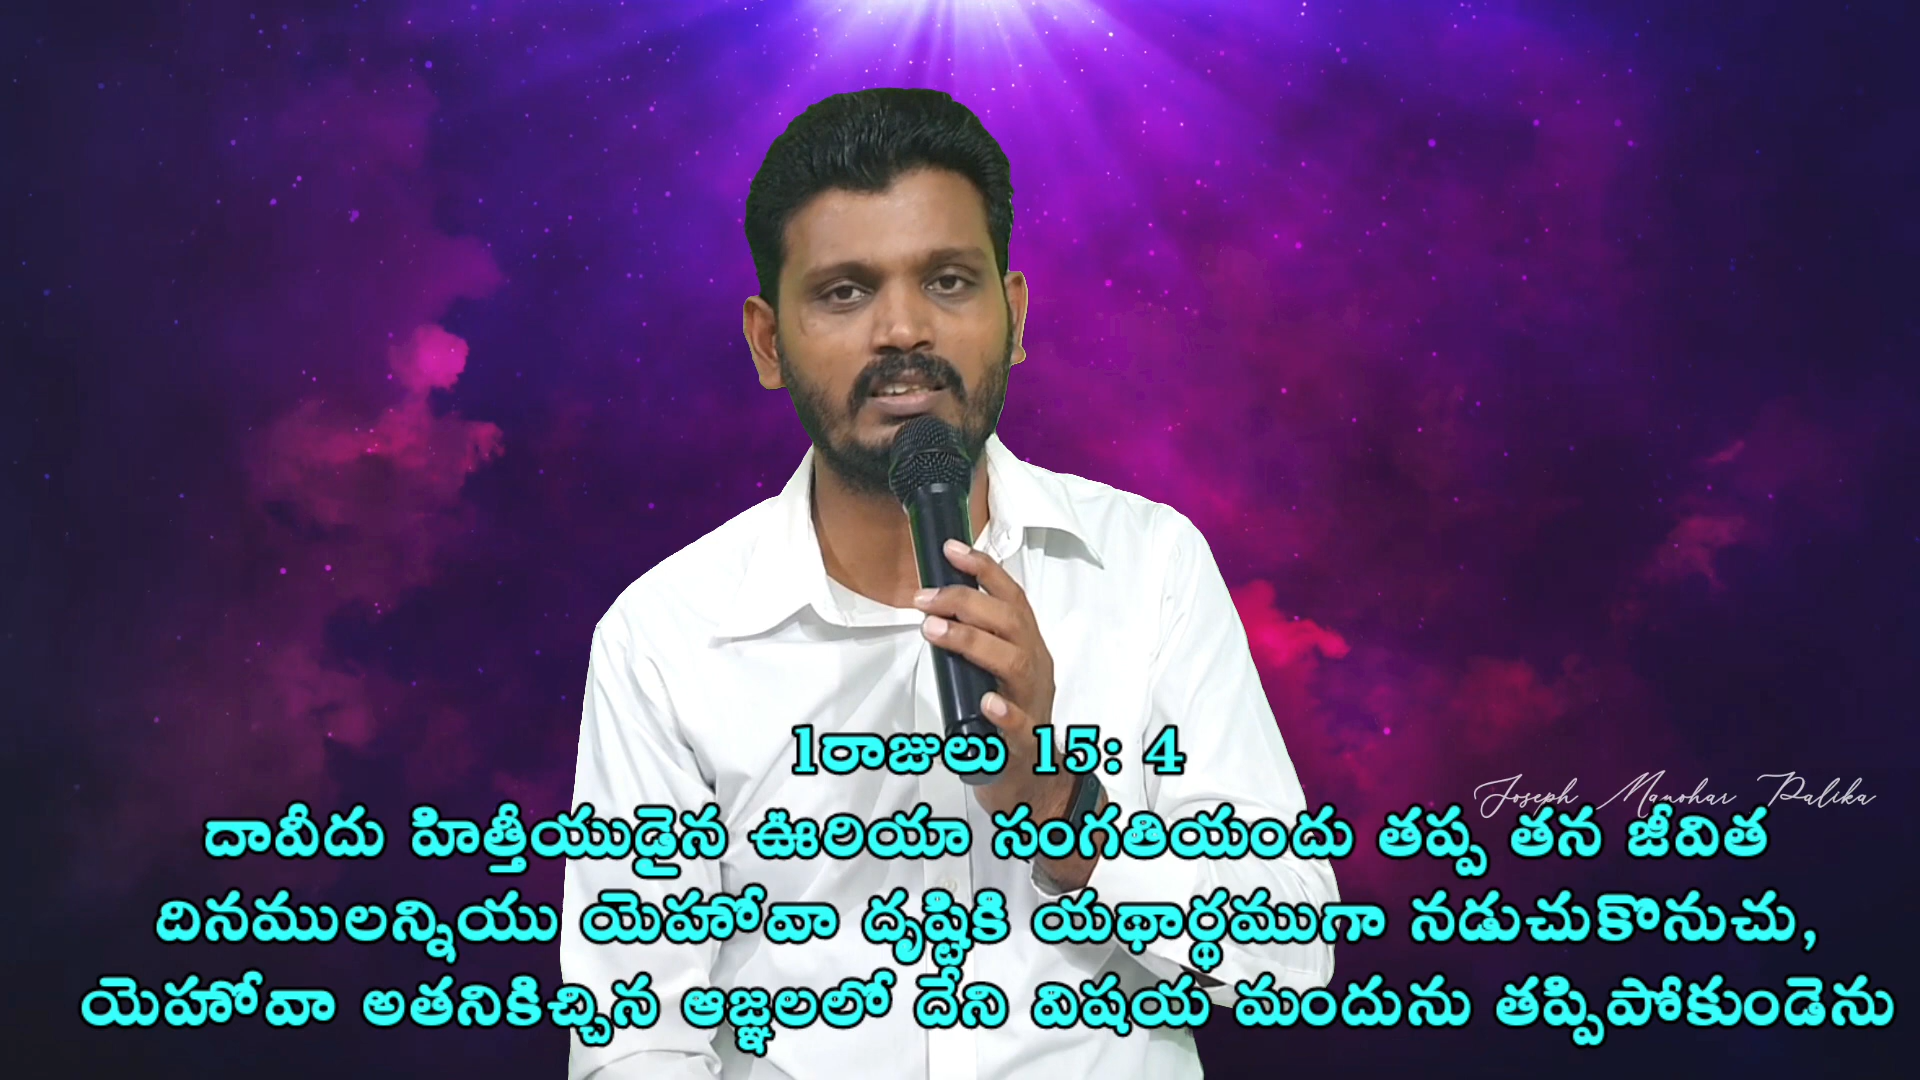 1రాజులు 15: 4
Joseph Manohar Palika
దావీదు హిత్తీయుడైన ఊరియా సంగతియందు తప్ప తన జీవిత
దినములన్నియు యెహోవా దృష్టికి యథార్థముగా నడుచుకొనుచు,
యెహోవా అతనికిచ్చిన ఆజ్ఞలలో దేని విషయ మందును తప్పిపోకుండెను